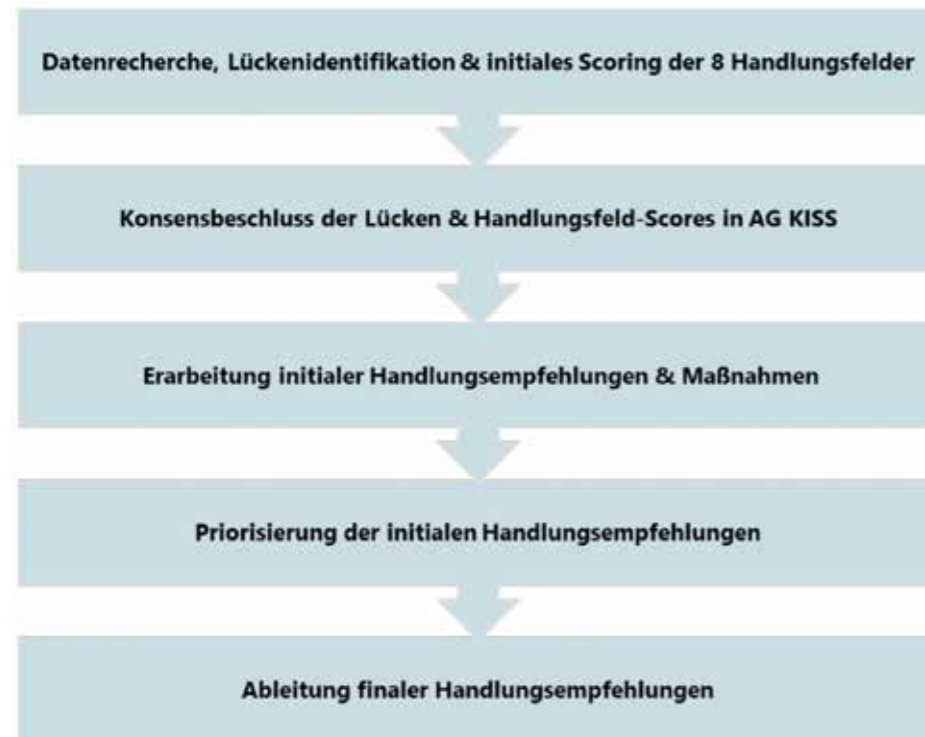 Datenrecherche, Lückenidentifikation & initiales Scoring der 8 Handlungsfelder
Konsensbeschluss der Lücken & Handlungsfeld-Scores in AG KISS
Erarbeitung initialer Handlungsempfehlungen & Maßnahmen
Priorisierung der initialen Handlungsempfehlungen
Ableitung finaler Handlungsempfehlungen